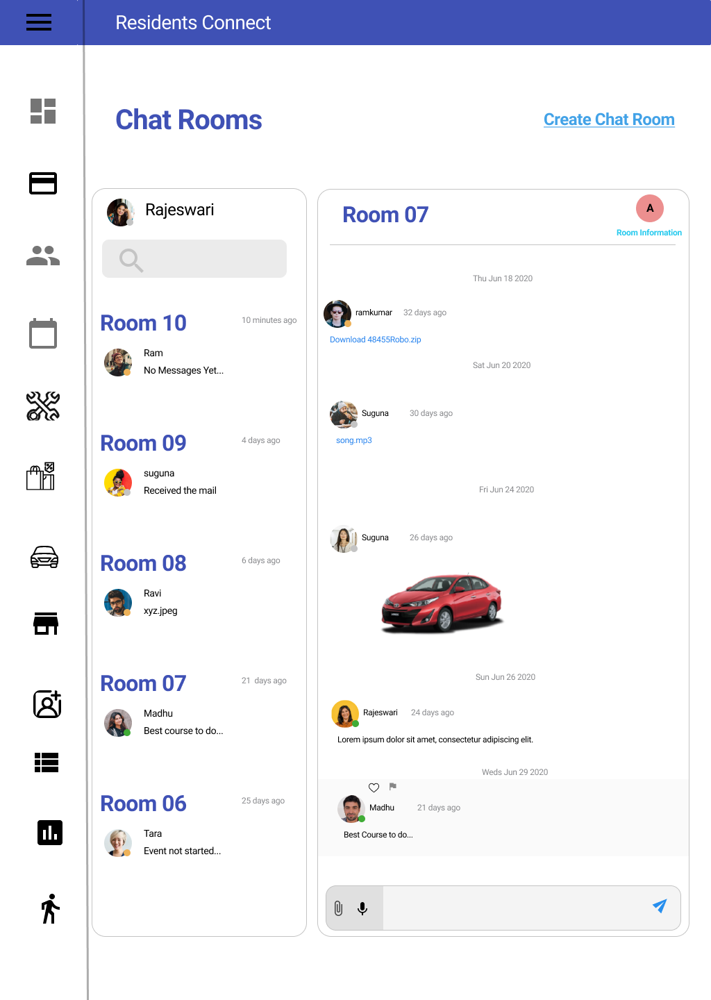 Residents Connect
Chat Rooms
Create Chat Room
Rajeswari
Room 10
10 minutes ago
Ram
No Messages Yet...
Room 09
4 days ago
suguna
Received the mail
Room 08
6 days ago
Ravi
xyz.jpeg
Room 07
21 days ago
Madhu
Best course to do...
Room 06
25 days ago
Tara
Event not started...
Room 07
A
Room Information
Thu Jun 18 2020
ramkumar 32 days ago
Download 48455Robo.zip
Sat Jun 20 2020
Suguna 30 days ago
song.mp3
Fri Jun 24 2020
Suguna 26 days ago
Sun Jun 26 2020
Rajeswari 24 days ago
Lorem ipsum dolor sit amet, consectetur adipiscing elit.
Weds Jun 29 2020
Madhu 21 days ago
Best Course to do...